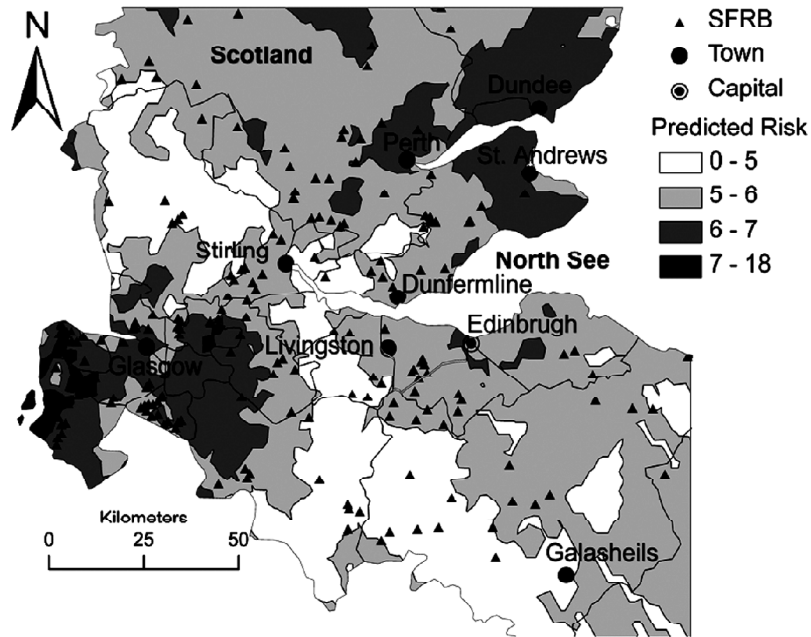 N
Scotland
SFRB
Town
Capital
Predicted Risk
0 - 5
5 - 6
6 - 7
7 - 18
Dundee
Perth
St. Andrews
Stirling
North See
Dunfermline
Edinbrugh
Livingston
Glasgow
Kilometers
0 25 50
Galasheils